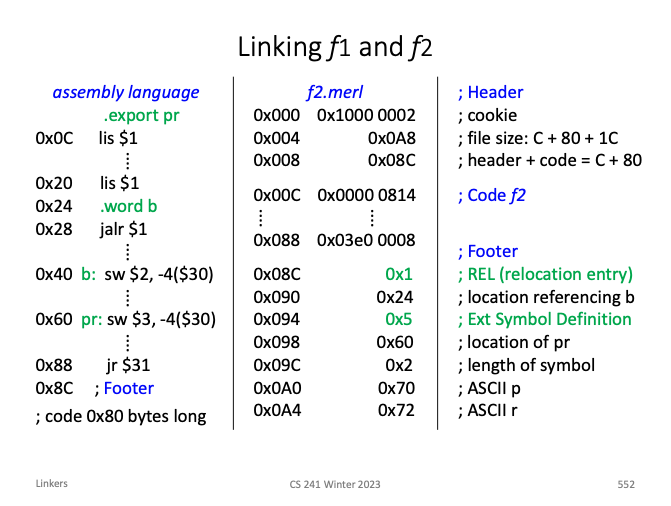 Linking f1 and f2
assembly language
.export pr
0x0C lis $1
⋮
0x20 lis $1
0x24 .word b
0x28 jalr $1
⋮
0x40 b: sw $2, -4($30)
⋮
0x60 pr: sw $3, -4($30)
⋮
0x88 jr $31
0x8C ; Footer
; code 0x80 bytes long
f2.merl
0x000 0x1000 0002
0x004 0x0A8
0x008 0x08C
0x00C 0x0000 0814
⋮ ⋮
0x088 0x03e0 0008
0x08C 0x1
0x090 0x24
0x094 0x5
0x098 0x60
0x09C 0x2
0x0A0 0x70
0x0A4 0x72
; Header
; cookie
; file size: C + 80 + 1C
; header + code = C + 80
; Code f2
; Footer
; REL (relocation entry)
; location referencing b
; Ext Symbol Definition
; location of pr
; length of symbol
; ASCII p
; ASCII r
Linkers
CS 241 Winter 2023
552